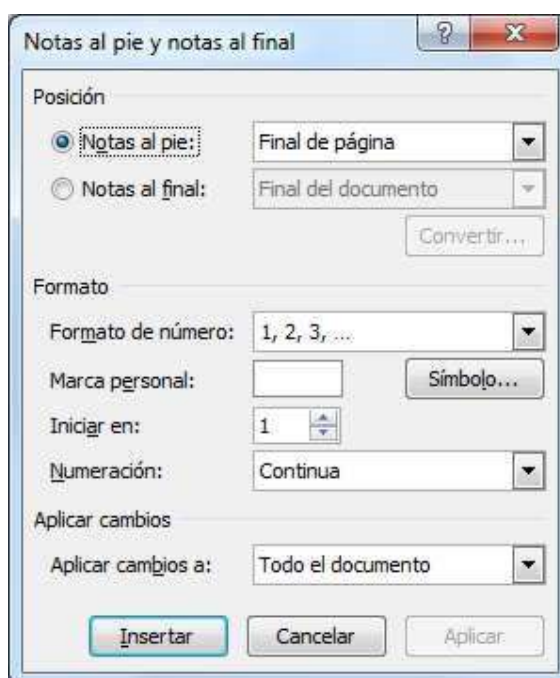 Notas al pie y notas al final
Posición
Notas al pie: Final de página
Notas al final: Final del documento
Convertir...
Formato
Formato de número: 1, 2, 3, ...
Marca personal: Símbolo...
Iniciar en: 1
Numeración: Continua
Aplicar cambios
Aplicar cambios a: Todo el documento
Insertar Cancelar Aplicar